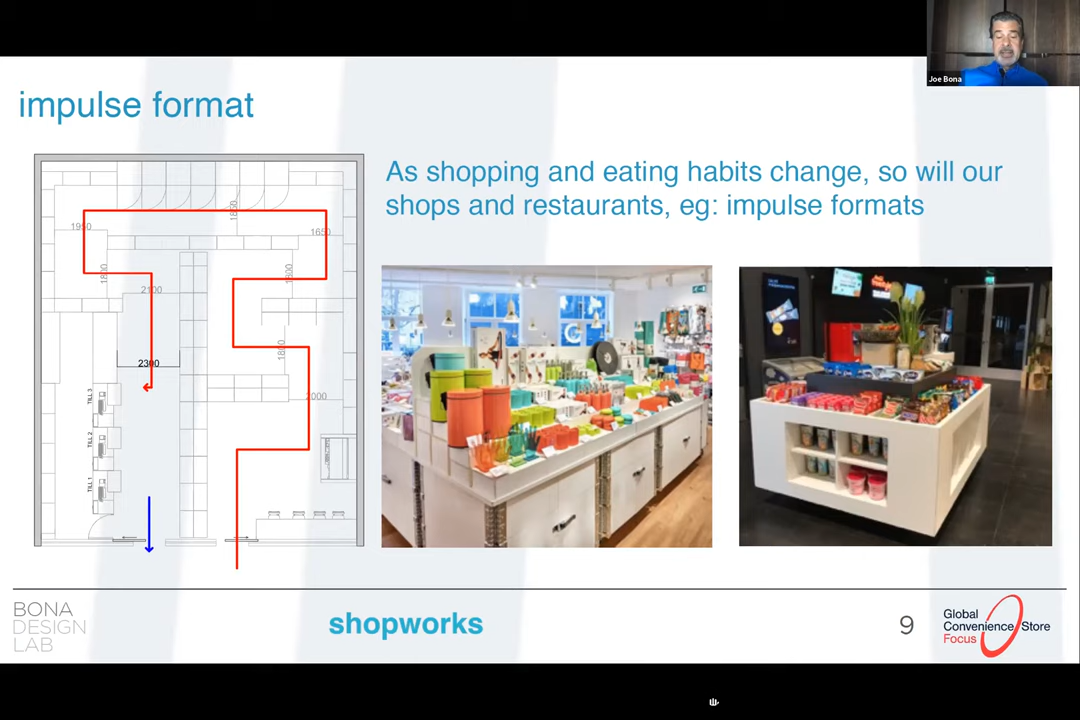 Joe Bona
impulse format
As shopping and eating habits change, so will our
shops and restaurants, eg: impulse formats
1850
1950
1650
1800
1800
2100
1800
2300
2000
TILL 3
TILL 2
TILL 1
BONA
DESIGN
LAB
shopworks
9
Global
Convenience Store
Focus